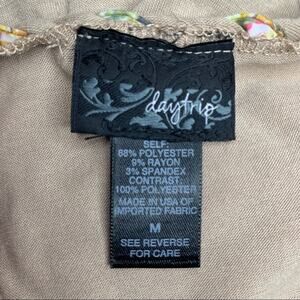 daytrip
SELF:
88% POLYESTER
9% RAYON
3% SPANDEX
CONTRAST:
100% POLYESTER
MADE IN USA OF
IMPORTED FABRIC
M
SEE REVERSE
FOR CARE